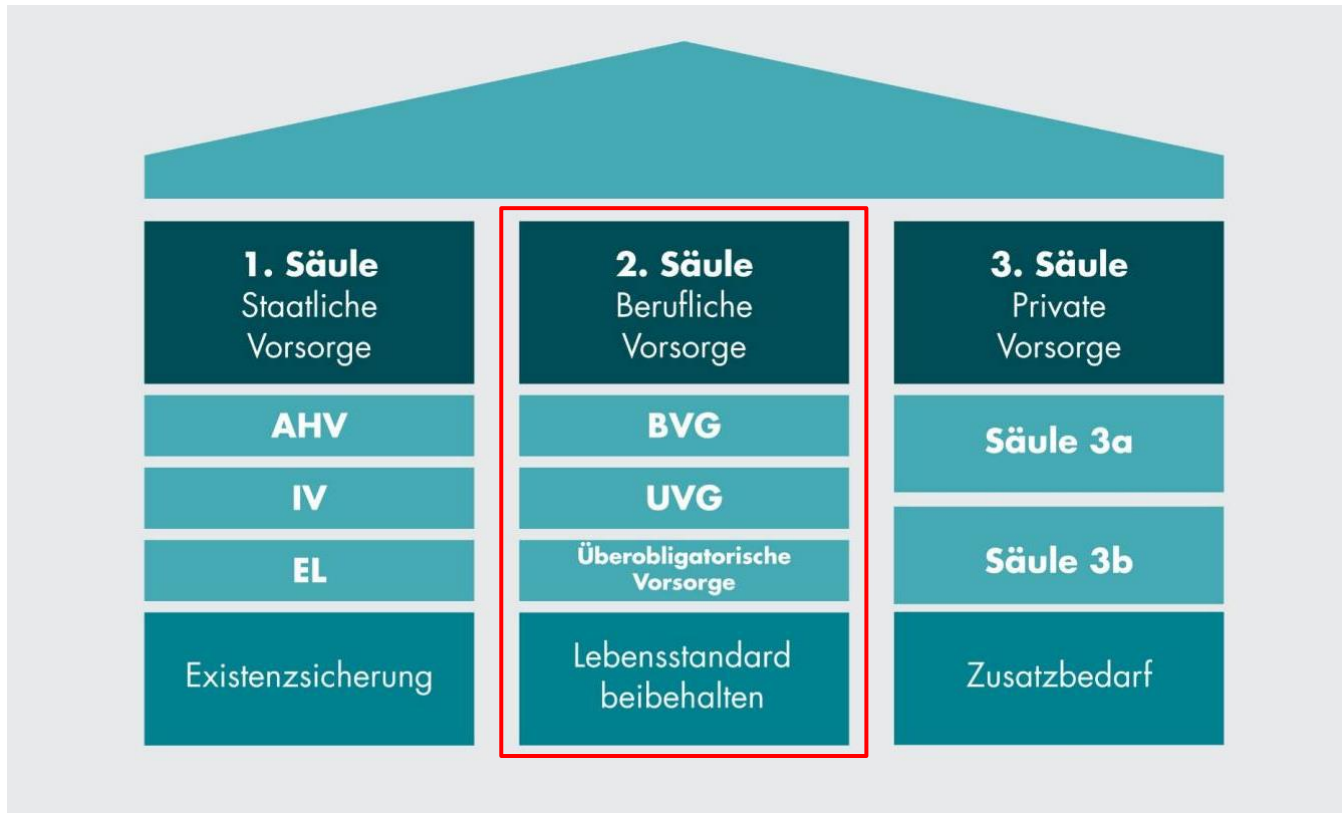 1. Säule
Staatliche
Vorsorge
AHV
IV
EL
Existenzsicherung
2. Säule
Berufliche
Vorsorge
BVG
UVG
Überobligatorische
Vorsorge
Lebensstandard
beibehalten
3. Säule
Private
Vorsorge
Säule 3a
Säule 3b
Zusatzbedarf